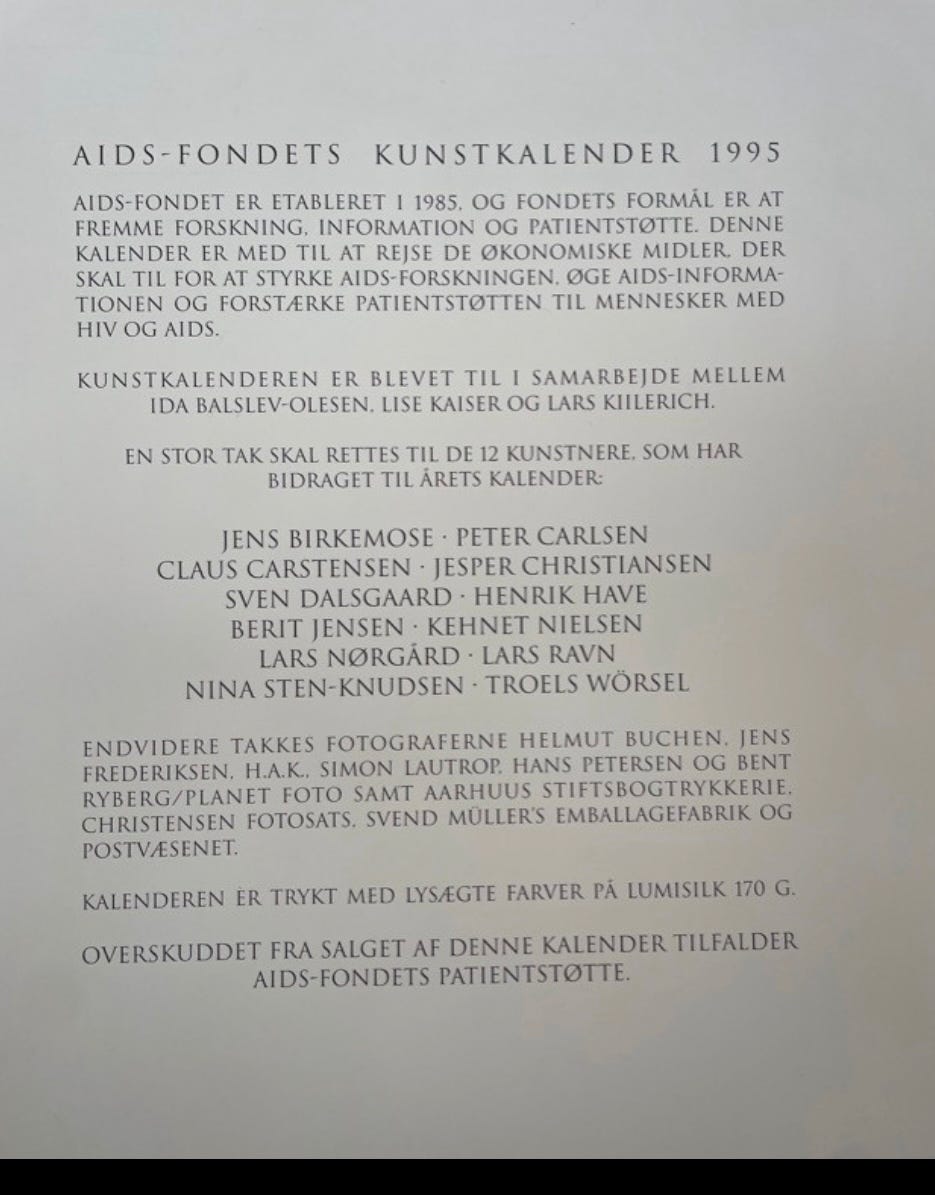 AIDS-FONDETS KUNSTKALENDER 1995
AIDS-FONDET ER ETABLERET I 1985, OG FONDETS FORMÅL ER AT
FREMME FORSKNING, INFORMATION OG PATIENTSTØTTE. DENNE
KALENDER ER MED TIL AT REJSE DE ØKONOMISKE MIDLER, DER
SKAL TIL FOR AT STYRKE AIDS-FORSKNINGEN, ØGE AIDS-INFORMA-
TIONEN OG FORSTÆRKE PATIENTSTØTTEN TIL MENNESKER MED
HIV OG AIDS.
KUNSTKALENDEREN ER BLEVET TIL I SAMARBEJDE MELLEM
IDA BALSLEV-OLESEN, LISE KAISER OG LARS KIILERICH.
EN STOR TAK SKAL RETTES TIL DE 12 KUNSTNERE, SOM HAR
BIDRAGET TIL ÅRETS KALENDER:
JENS BIRKEMOSE · PETER CARLSEN
CLAUS CARSTENSEN · JESPER CHRISTIANSEN
SVEN DALSGAARD · HENRIK HAVE
BERIT JENSEN · KEHNET NIELSEN
LARS NØRGÅRD · LARS RAVN
NINA STEN-KNUDSEN · TROELS WÖRSEL
ENDVIDERE TAKKES FOTOGRAFERNE HELMUT BUCHEN, JENS
FREDERIKSEN, H.A.K., SIMON LAUTROP, HANS PETERSEN OG BENT
RYBERG/PLANET FOTO SAMT AARHUUS STIFTSBOGTRYKKERIE,
CHRISTENSEN FOTOSATS, SVEND MÜLLER'S EMBALLAGEFABRIK OG
POSTVÆSENET.
KALENDEREN ER TRYKT MED LYSÆGTE FARVER PÅ LUMISILK 170 G.
OVERSKUDDET FRA SALGET AF DENNE KALENDER TILFALDER
AIDS-FONDETS PATIENTSTØTTE.